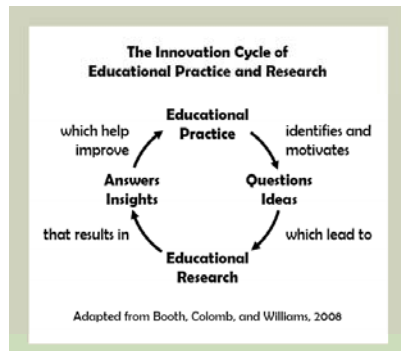 The Innovation Cycle of
Educational Practice and Research
Educational
Practice
identifies and
motivates
Questions
Ideas
which lead to
Educational
Research
that results in
Answers
Insights
which help
improve
Adapted from Booth, Colomb, and Williams, 2008